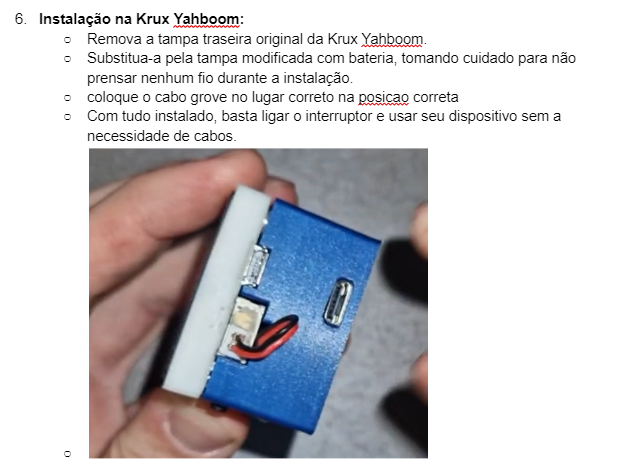 6. Instalação na Krux Yahboom:
○ Remova a tampa traseira original da Krux Yahboom.
○ Substitua-a pela tampa modificada com bateria, tomando cuidado para não
prensar nenhum fio durante a instalação.
○ coloque o cabo grove no lugar correto na posicao correta
○ Com tudo instalado, basta ligar o interruptor e usar seu dispositivo sem a
necessidade de cabos.
○